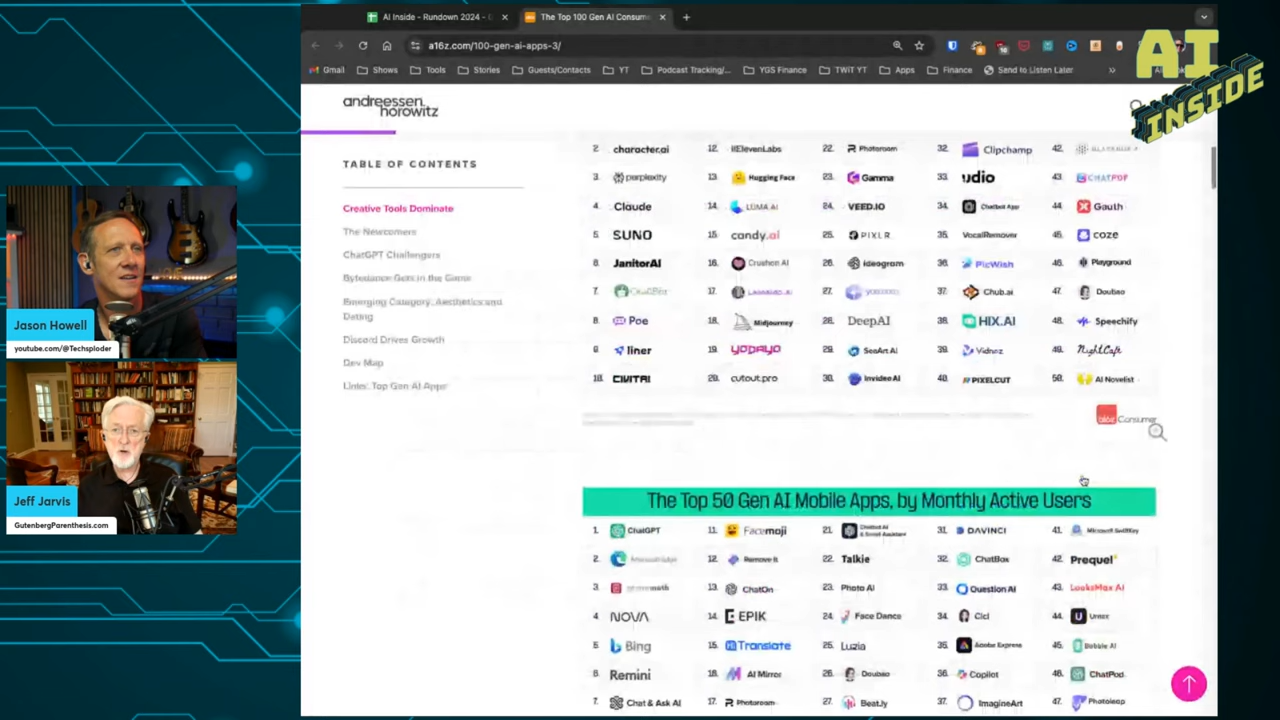 AI Inside - Rundown 2024 -
The Top 100 Gen AI Consum
a16z.com/100-gen-ai-apps-3/
Gmail Shows Tools Stories Guests/Contacts YT Podcast Tracking/... YGS Finance TWiT YT Apps Finance Send to Listen Later
AI
INSIDE
andreessen.
horowitz
TABLE OF CONTENTS
Creative Tools Dominate
The Newcomers
ChatGPT Challengers
Bytedance Gets in the Game
Emerging Category: Aesthetics and
Dating
Discord Drives Growth
Dev Map
Links: Top Gen AI Apps
2. character.ai 12. IIElevenLabs 22. Photoroom 32. Clipchamp 42.
3. perplexity 13. Hugging Face 23. Gamma 33. udio 43. CHATPDF
4. Claude 14. LUMA AI 24. VEED.IO 34. Chatbot App 44. Gauth
5. SUNO 15. candy.ai 25. PIXLR 35. VocalRemover 45. coze
6. JanitorAI 16. Crushon AI 26. ideogram 36. PicWish 46. Playground
7. 17. 27. 37. Chub.ai 47. Doubao
8. Poe 18. Midjourney 28. DeepAI 38. HIX.AI 48. Speechify
9. liner 19. YODAYO 29. SeaArt AI 39. Vidnoz 49. NightCafe
10. CIVITAI 20. cutout.pro 30. Invideo AI 40. PIXELCUT 50. AI Novelist
a16z Consumer
The Top 50 Gen AI Mobile Apps, by Monthly Active Users
1. ChatGPT 11. Facemoji 21. 31. DAVINCI 41. Microsoft SwiftKey
2. 12. Remove It 22. Talkie 32. ChatBox 42. Prequel
3. 13. ChatOn 23. Photo AI 33. Question AI 43. LooksMax AI
4. NOVA 14. EPIK 24. Face Dance 34. Cici 44.
5. Bing 15. Translate 25. Luzia 35. Adobe Express 45.
6. Remini 16. AI Mirror 26. Doubao 36. Copilot 46. ChatPod
7. Chat & Ask AI 17. Photoroom 27. Beat.ly 37. ImagineArt 47. Photoleap
Jason Howell
youtube.com/@Techsploder
Jeff Jarvis
GutenbergParenthesis.com